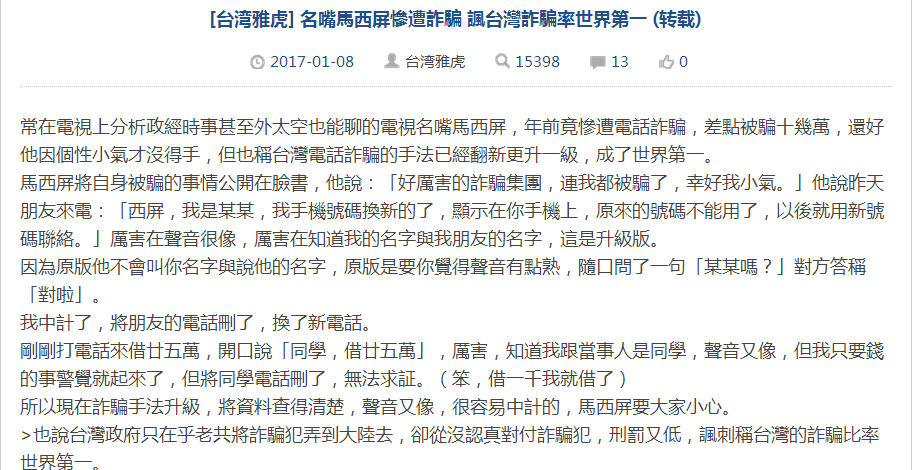 [台湾雅虎] 名嘴馬西屏慘遭詐騙 諷台灣詐騙率世界第一 (转载)
2017-01-08 台湾雅虎 15398 13 0
常在電視上分析政經時事甚至外太空也能聊的電視名嘴馬西屏，年前竟慘遭電話詐騙，差點被騙十幾萬，還好
他因個性小氣才沒得手，但也稱台灣電話詐騙的手法已經翻新更升一級，成了世界第一。
馬西屏將自身被騙的事情公開在臉書，他說：「好厲害的詐騙集團，連我都被騙了，幸好我小氣。」他說昨天
朋友來電：「西屏，我是某某，我手機號碼換新的了，顯示在你手機上，原來的號碼不能用了，以後就用新號
碼聯絡。」厲害在聲音很像，厲害在知道我的名字與我朋友的名字，這是升級版。
因為原版他不會叫你名字與說他的名字，原版是要你覺得聲音有點熟，隨口問了一句「某某嗎？」對方答稱
「對啦」。
我中計了，將朋友的電話刪了，換了新電話。
剛剛打電話來借廿五萬，開口說「同學，借廿五萬」，厲害，知道我跟當事人是同學，聲音又像，但我只要錢
的事警覺就起來了，但將同學電話刪了，無法求証。（笨，借一千我就借了）
所以現在詐騙手法升級，將資料查得清楚，聲音又像，很容易中計的，馬西屏要大家小心。
>也說台灣政府只在乎老共將詐騙犯弄到大陸去，卻從沒認真對付詐騙犯，刑罰又低，諷刺稱台灣的詐騙比率
世界第一。